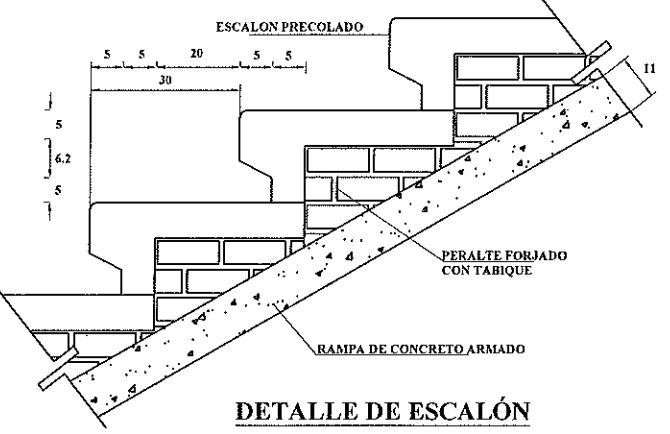 ESCALON PRECOLADO
5 5 20 5 5
30
11
5
6.2
5
PERALTE FORJADO
CON TABIQUE
RAMPA DE CONCRETO ARMADO
DETALLE DE ESCALÓN